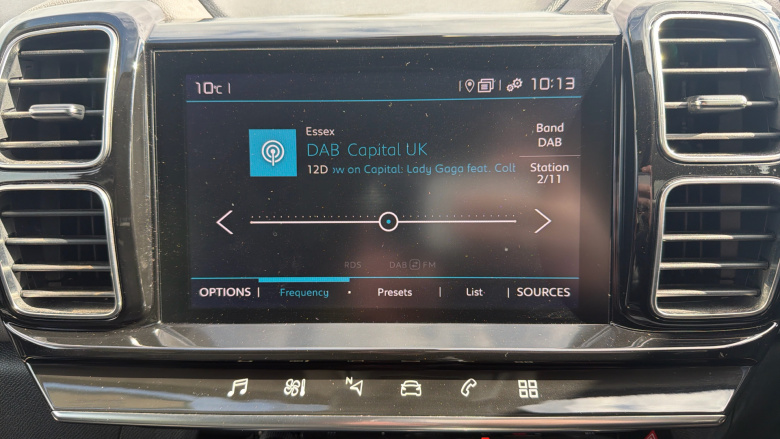 10°C 10:13
Essex
DAB Capital UK
12D ow on Capital: Lady Gaga feat. Colt
Band
DAB
Station
2/11
RDS DAB FM
OPTIONS Frequency Presets List SOURCES
N